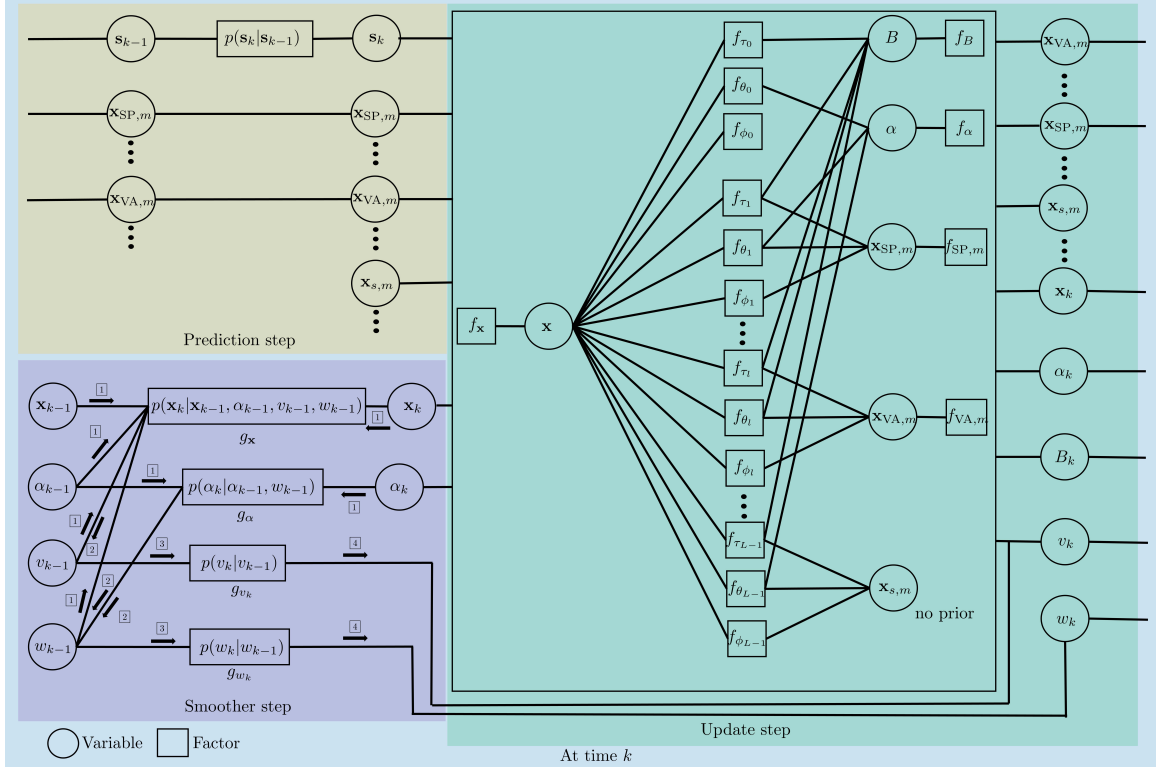 s_{k-1}
p(s_k|s_{k-1})
s_k
x_{SP,m}
x_{SP,m}
x_{VA,m}
x_{VA,m}
x_{s,m}
Prediction step
x_{k-1}
1
p(x_k|x_{k-1}, α_{k-1}, v_{k-1}, w_{k-1})
x_k
1
g_x
1
α_{k-1}
1
p(α_k|α_{k-1}, w_{k-1})
α_k
1
g_α
1
2
v_{k-1}
3
p(v_k|v_{k-1})
4
g_{v_k}
2
1
2
w_{k-1}
3
p(w_k|w_{k-1})
4
g_{w_k}
Smoother step
f_x
x
f_{τ_0}
f_{θ_0}
f_{ϕ_0}
f_{τ_1}
f_{θ_1}
f_{ϕ_1}
f_{τ_l}
f_{θ_l}
f_{ϕ_l}
f_{τ_{L-1}}
f_{θ_{L-1}}
f_{ϕ_{L-1}}
B
f_B
α
f_α
x_{SP,m}
f_{SP,m}
x_{VA,m}
f_{VA,m}
x_{s,m}
no prior
x_{VA,m}
x_{SP,m}
x_{s,m}
x_k
α_k
B_k
v_k
w_k
Update step
Variable
Factor
At time k